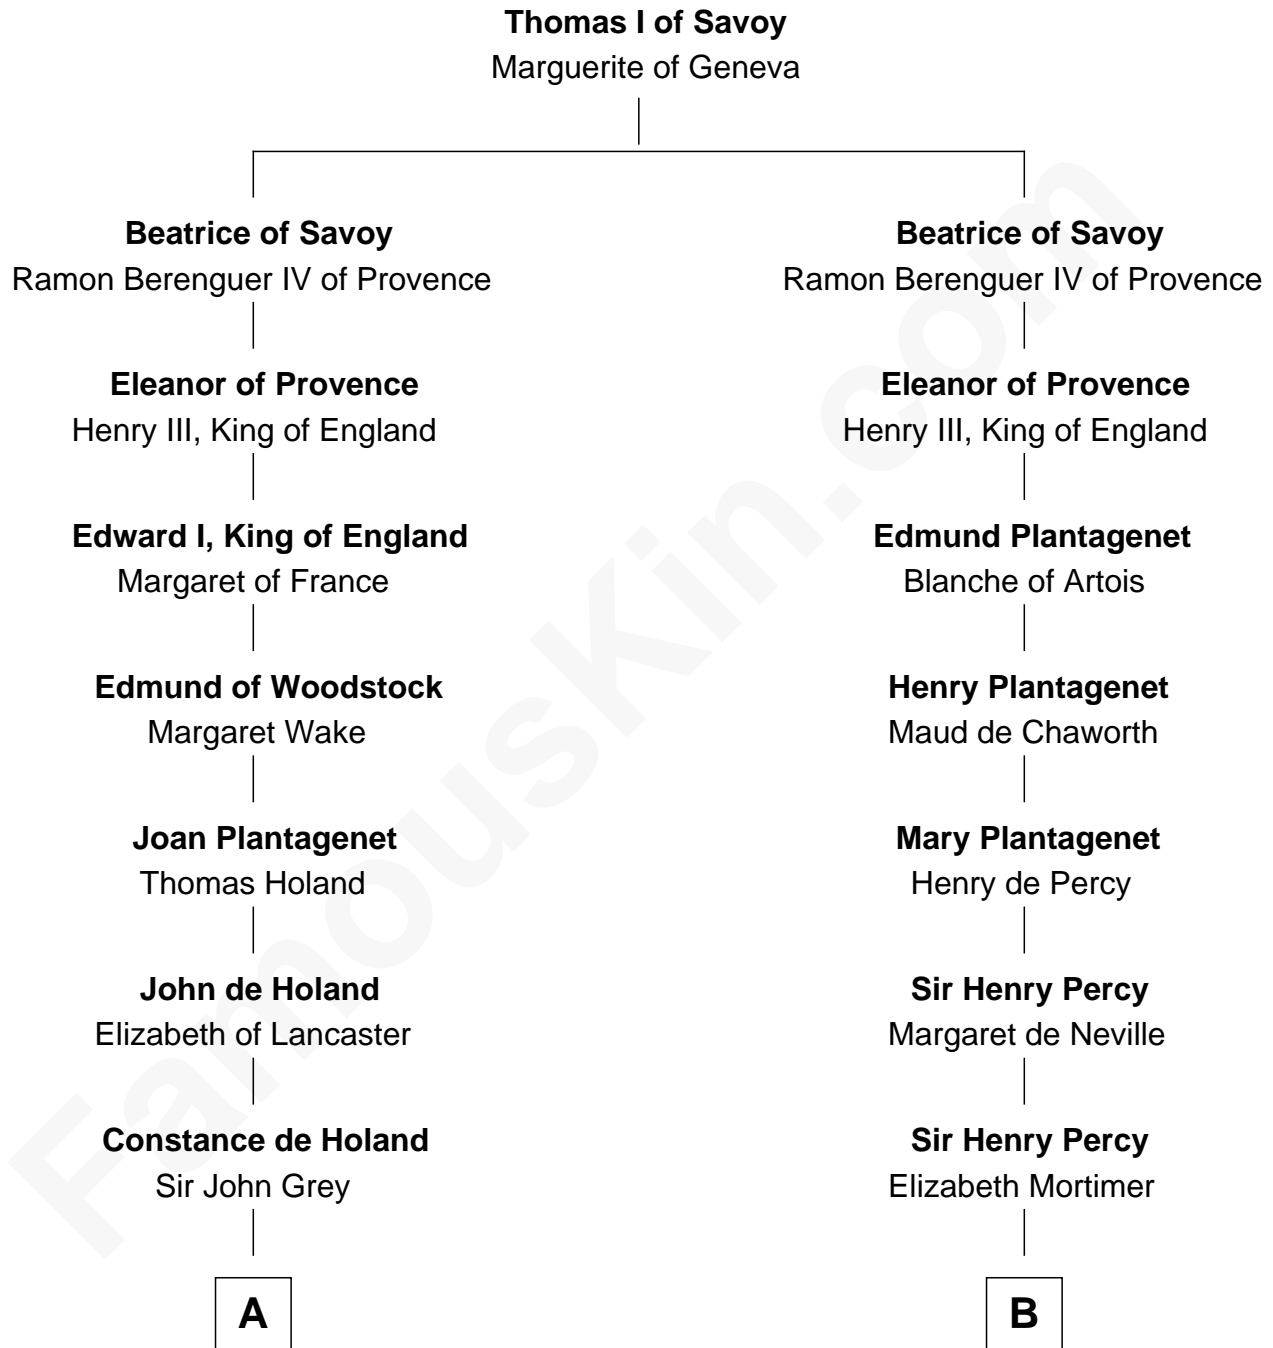 Thomas I of Savoy
Marguerite of Geneva
Beatrice of Savoy
Ramon Berenguer IV of Provence
Eleanor of Provence
Henry III, King of England
Edward I, King of England
Margaret of France
Edmund of Woodstock
Margaret Wake
Joan Plantagenet
Thomas Holand
John de Holand
Elizabeth of Lancaster
Constance de Holand
Sir John Grey
A
Beatrice of Savoy
Ramon Berenguer IV of Provence
Eleanor of Provence
Henry III, King of England
Edmund Plantagenet
Blanche of Artois
Henry Plantagenet
Maud de Chaworth
Mary Plantagenet
Henry de Percy
Sir Henry Percy
Margaret de Neville
Sir Henry Percy
Elizabeth Mortimer
B
FamousKin.com